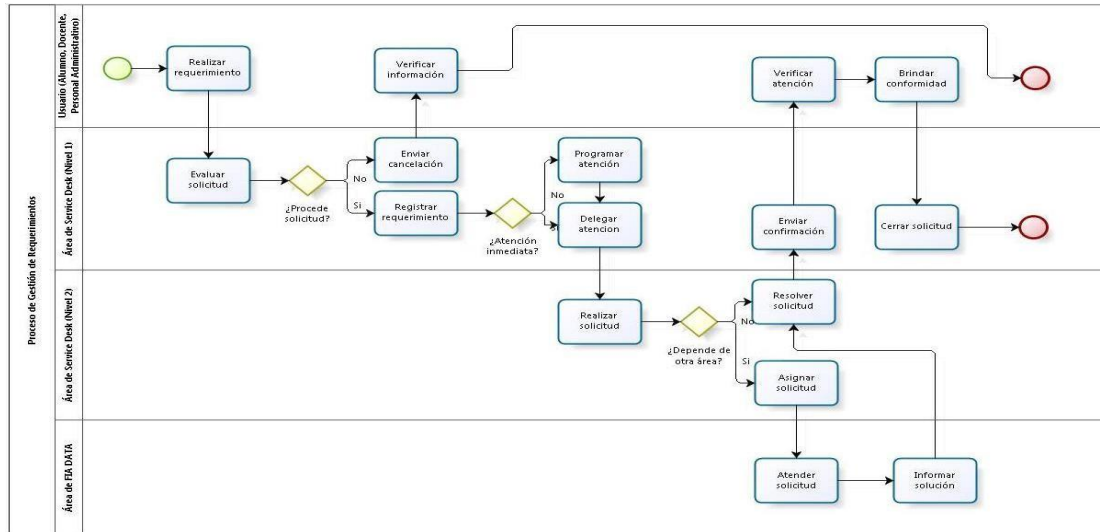 Proceso de Gestión de Requerimientos
Usuario (Alumno, Docente,
Personal Administrativo)
Realizar
requerimiento
Verificar
información
Verificar
atención
Brindar
conformidad
Área de Service Desk (Nivel 1)
Evaluar
solicitud
¿Procede
solicitud?
No
Si
Enviar
cancelación
Registrar
requerimiento
¿Atención
inmediata?
No
Si
Programar
atención
Delegar
atencion
Enviar
confirmación
Cerrar solicitud
Área de Service Desk (Nivel 2)
Realizar
solicitud
¿Depende de
otra área?
No
Si
Resolver
solicitud
Asignar
solicitud
Área de FIA DATA
Atender
solicitud
Informar
solución